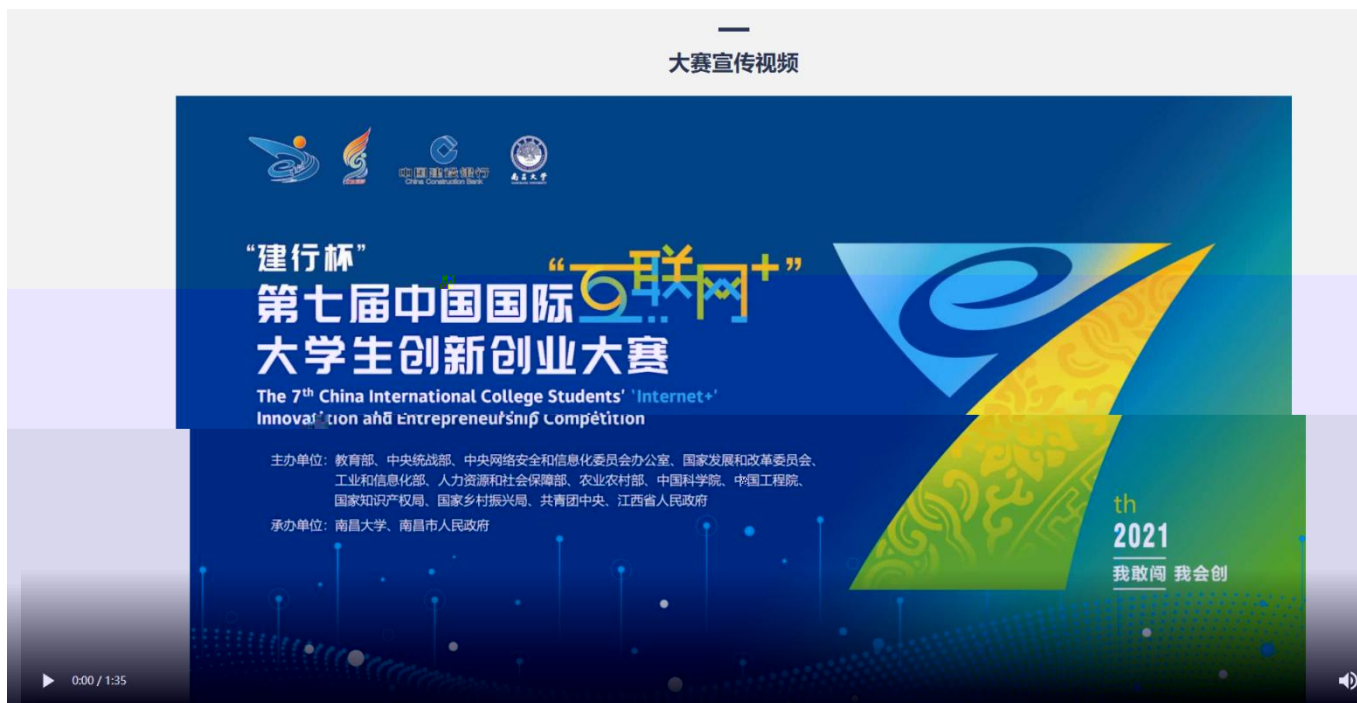 大赛宣传视频
中国建设银行
China Construction Bank
南昌大学
“建行杯”
第七届中国国际“互联网+”
大学生创新创业大赛
The 7th China International College Students' 'Internet+'
Innovation and Entrepreneurship Competition
主办单位：教育部、中央统战部、中央网络安全和信息化委员会办公室、国家发展和改革委员会、
工业和信息化部、人力资源和社会保障部、农业农村部、中国科学院、中国工程院、
国家知识产权局、国家乡村振兴局、共青团中央、江西省人民政府
承办单位：南昌大学、南昌市人民政府
7
th
2021
我敢闯 我会创
0:00 / 1:35